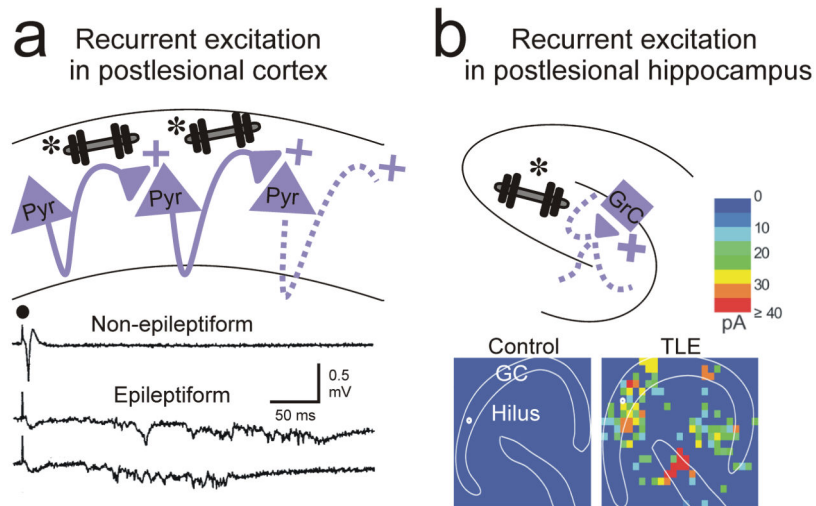 a
Recurrent excitation
in postlesional cortex
*
*
+
+
+
Pyr
Pyr
Pyr
Non-epileptiform
Epileptiform
0.5
mV
50 ms
b
Recurrent excitation
in postlesional hippocampus
*
GrC
+
0
10
20
30
≥ 40
pA
Control
TLE
GC
Hilus